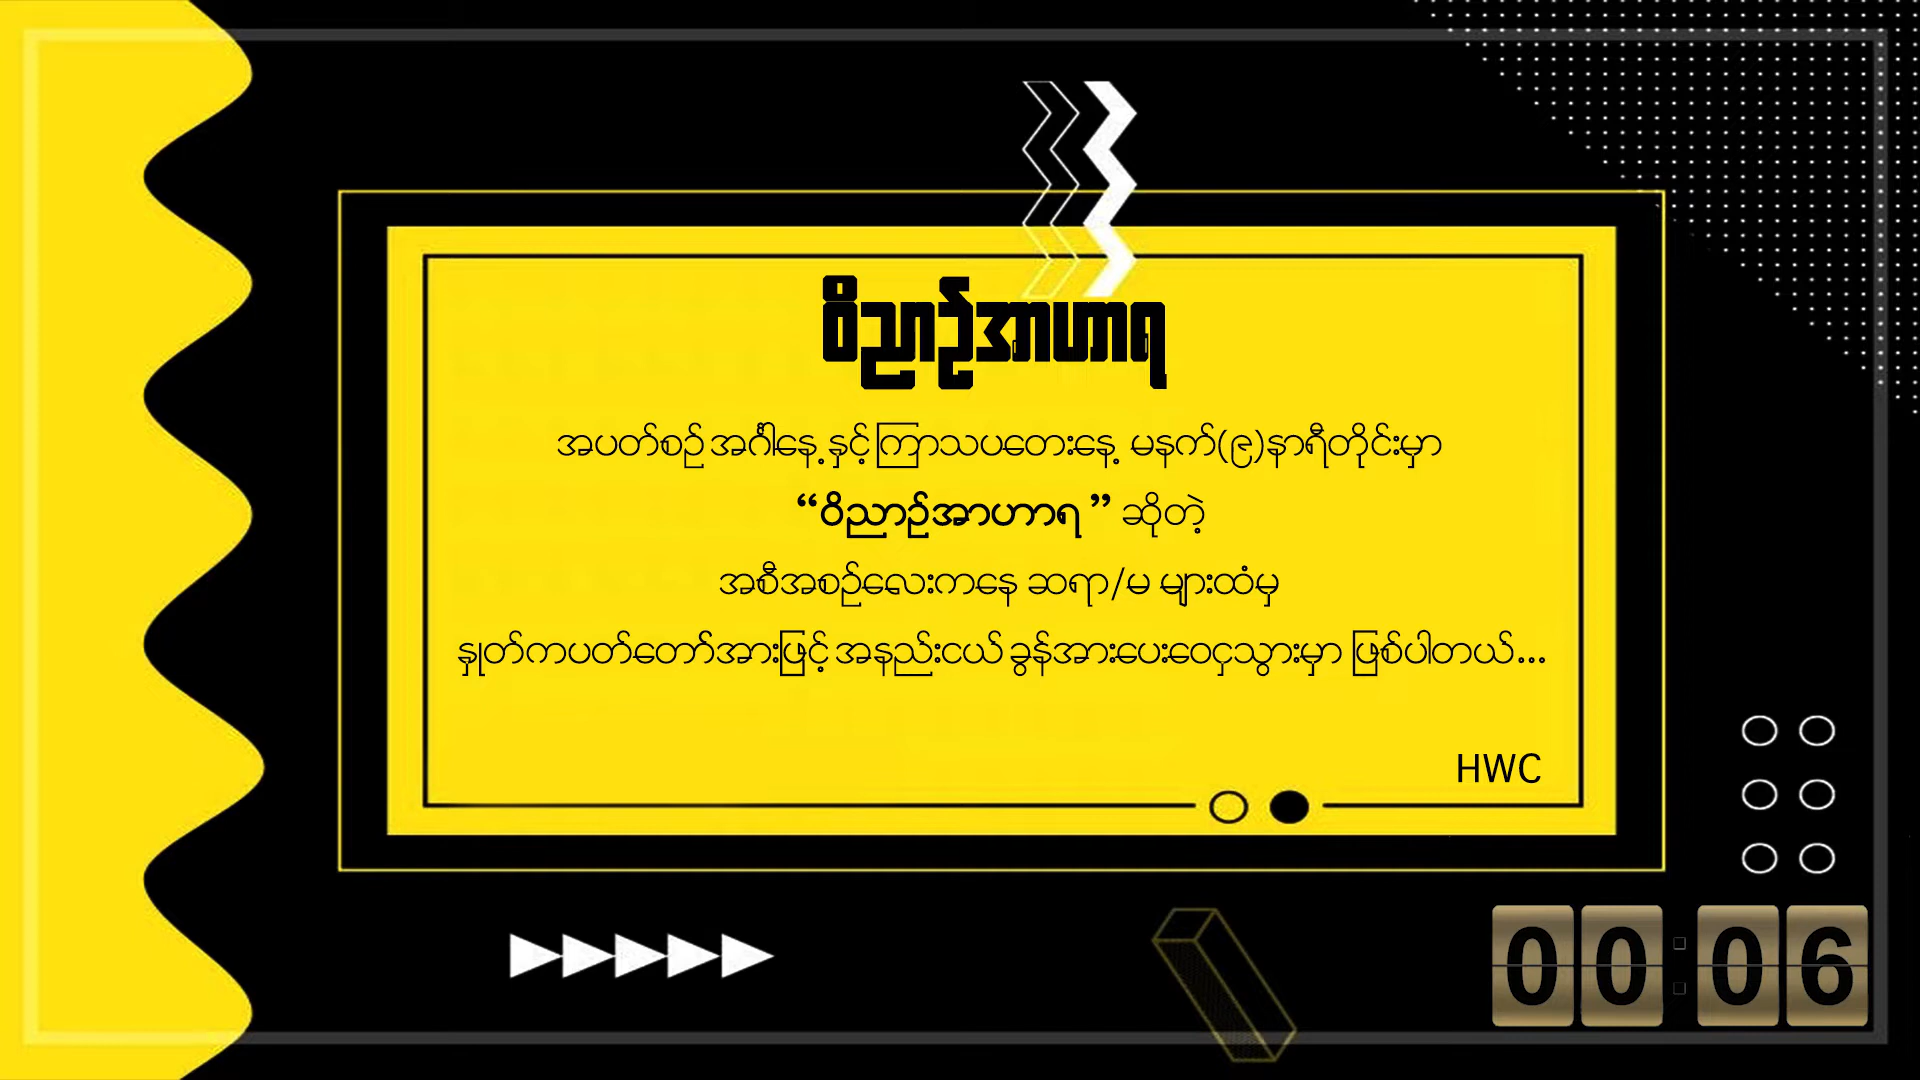 ဝိညာဉ်အာဟာရ
အပတ်စဉ် အင်္ဂါနေ့ နှင့် ကြာသပတေးနေ့ မနက်(၉)နာရီတိုင်းမှာ
“ဝိညာဉ်အာဟာရ ” ဆိုတဲ့
အစီအစဉ်လေးကနေ ဆရာ/မ များထံမှ
နှုတ်ကပတ်တော်အားဖြင့် အနည်းငယ် ခွန်အားပေးဝေငှသွားမှာ ဖြစ်ပါတယ်...
HWC
00:06